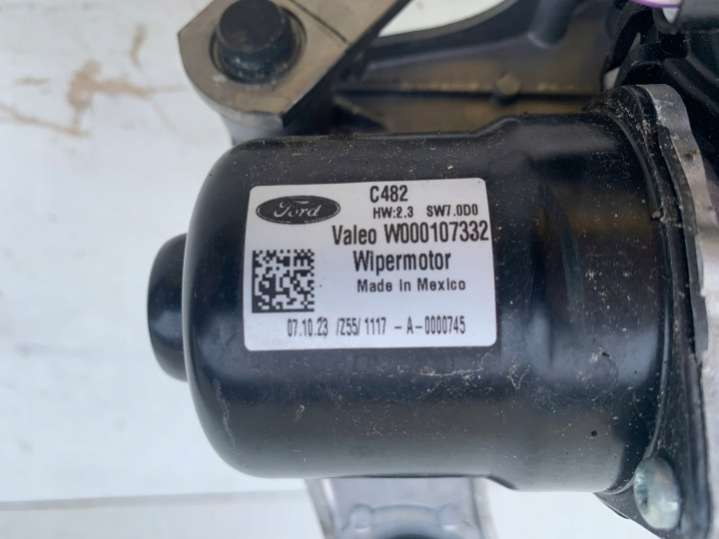 Ford
C482
HW:2.3 SW7.0D0
Valeo W000107332
Wipermotor
Made in Mexico
07.10.23 /Z55/1117 -A-0000745